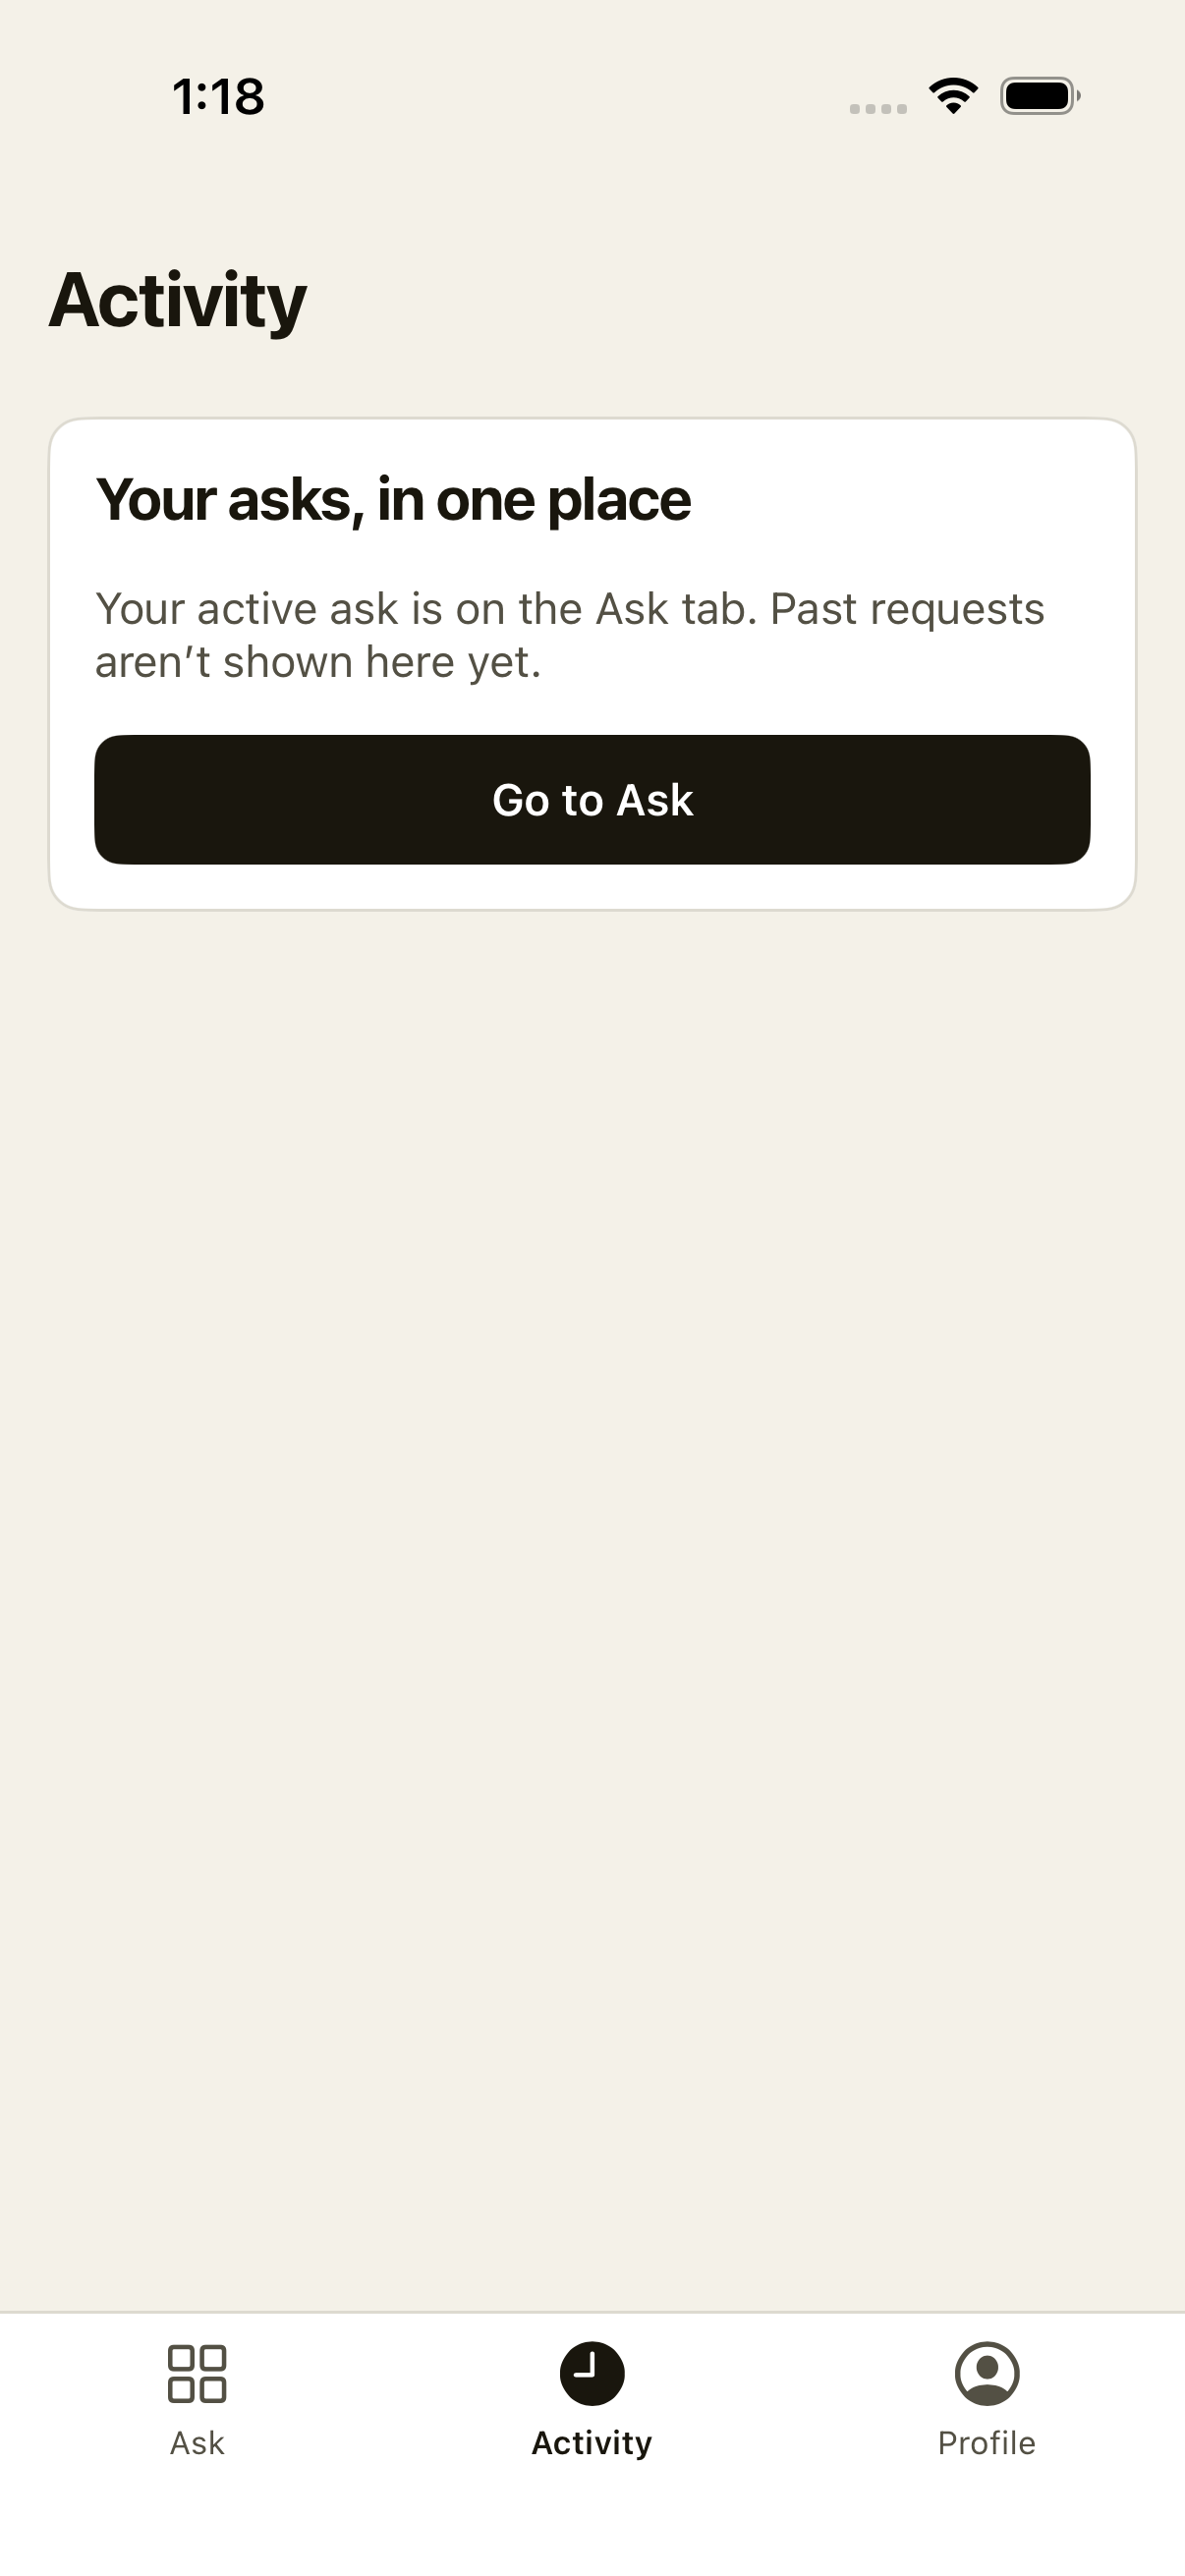 1:18
Activity
Your asks, in one place
Your active ask is on the Ask tab. Past requests
aren’t shown here yet.
Go to Ask
Ask
Activity
Profile